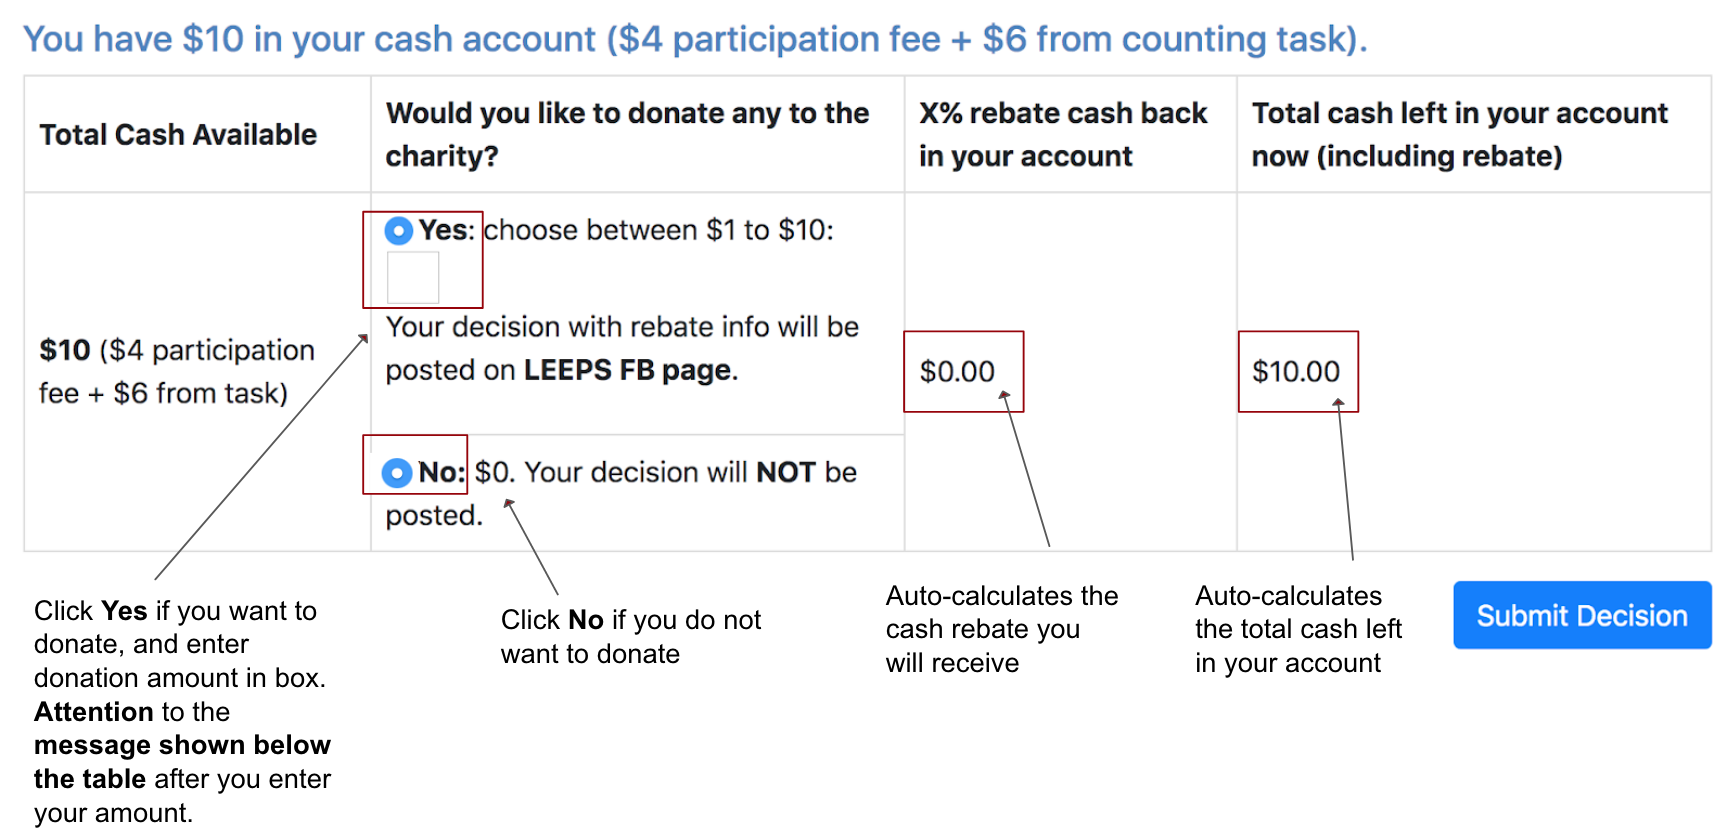 You have $10 in your cash account ($4 participation fee + $6 from counting task).
Total Cash Available
Would you like to donate any to the
charity?
X% rebate cash back
in your account
Total cash left in your account
now (including rebate)
$10 ($4 participation
fee + $6 from task)
Yes: choose between $1 to $10:
Your decision with rebate info will be
posted on LEEPS FB page.
No: $0. Your decision will NOT be
posted.
$0.00
$10.00
Click Yes if you want to
donate, and enter
donation amount in box.
Attention to the
message shown below
the table after you enter
your amount.
Click No if you do not
want to donate
Auto-calculates the
cash rebate you
will receive
Auto-calculates
the total cash left
in your account
Submit Decision